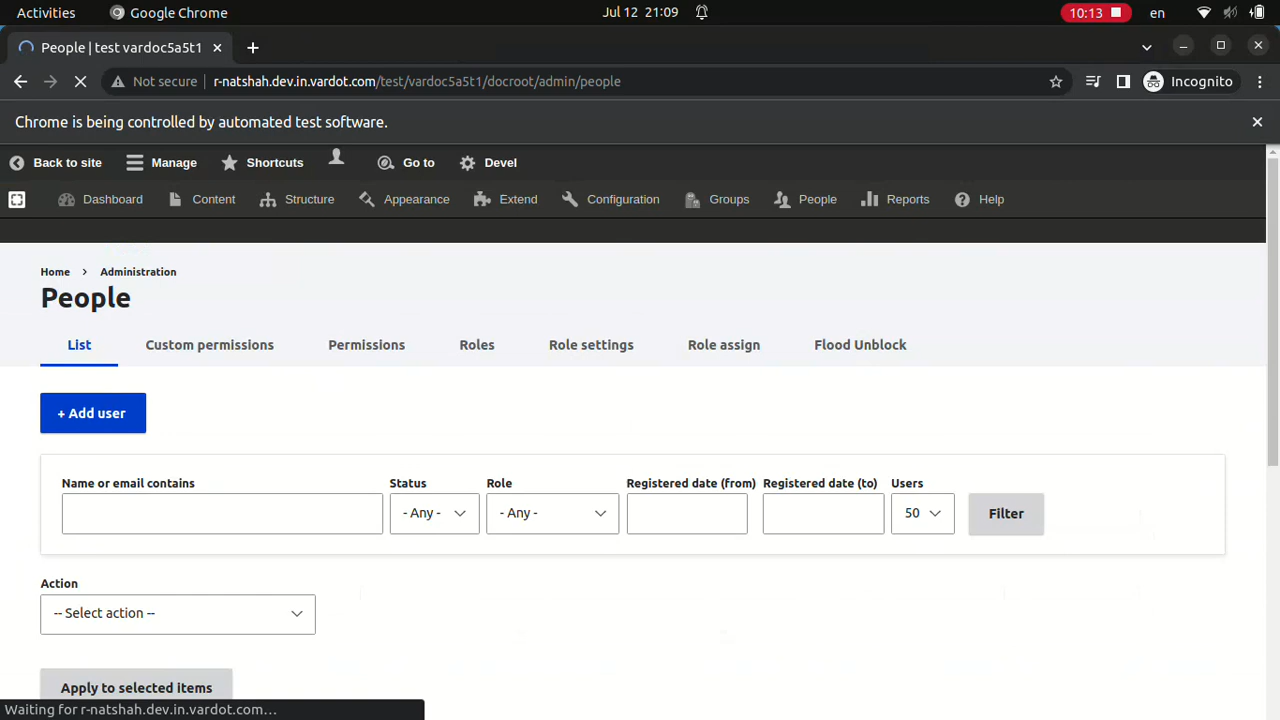 Activities Google Chrome Jul 12 21:09 10:13 en
People | test vardoc5a5t1
Not secure r-natshah.dev.in.vardot.com/test/vardoc5a5t1/docroot/admin/people Incognito
Chrome is being controlled by automated test software.
Back to site Manage Shortcuts Go to Devel
Dashboard Content Structure Appearance Extend Configuration Groups People Reports Help
Home › Administration
People
List Custom permissions Permissions Roles Role settings Role assign Flood Unblock
+ Add user
Name or email contains Status Role Registered date (from) Registered date (to) Users
- Any - - Any - 50 Filter
Action
-- Select action --
Apply to selected items
Waiting for r-natshah.dev.in.vardot.com...